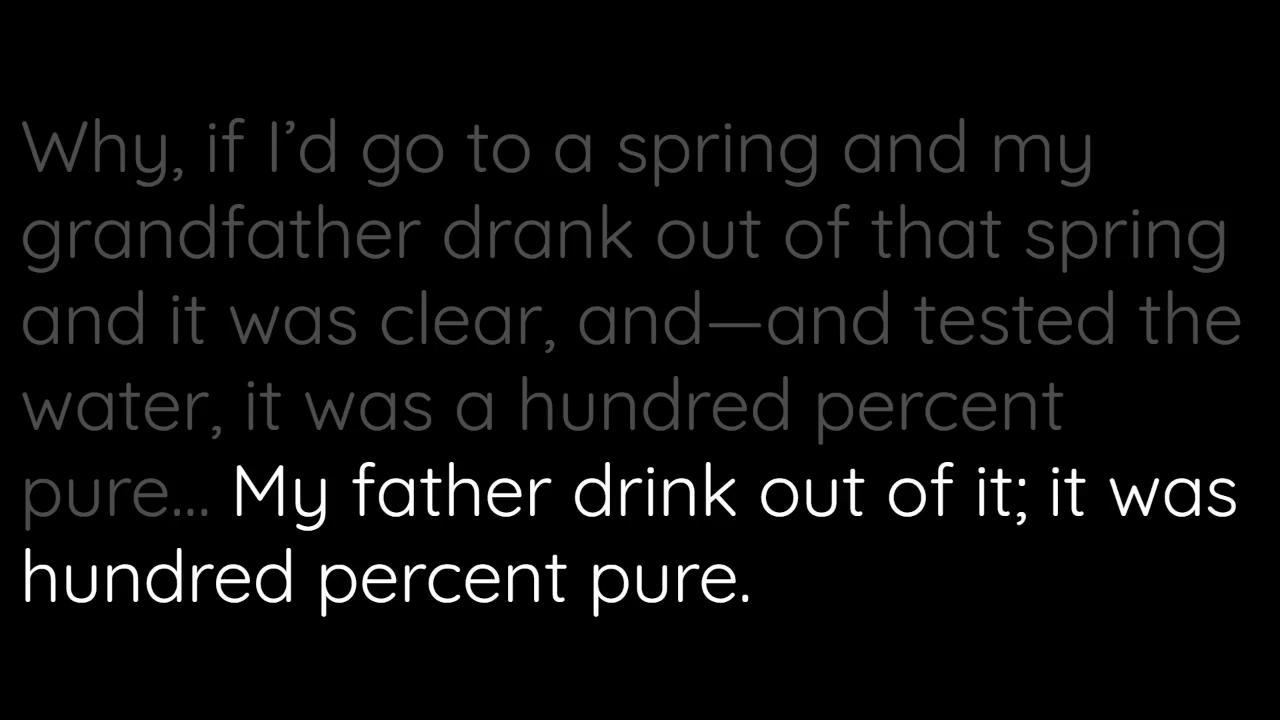 Why, if I’d go to a spring and my
grandfather drank out of that spring
and it was clear, and—and tested the
water, it was a hundred percent
pure... My father drink out of it; it was
hundred percent pure.